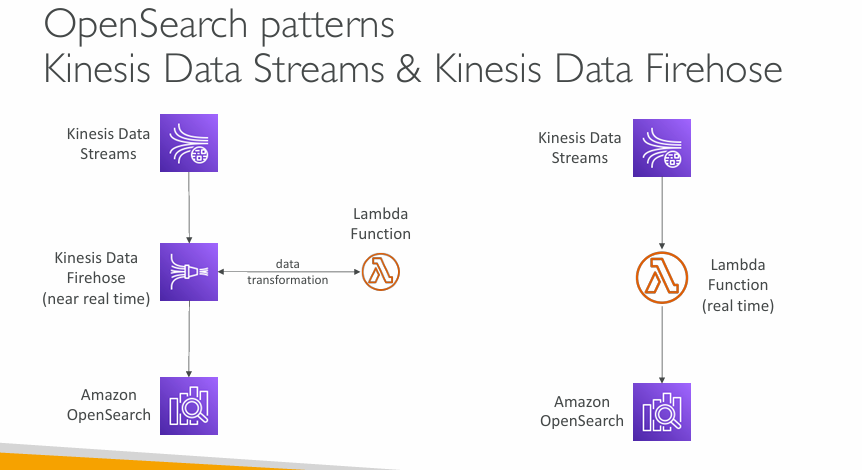 OpenSearch patterns
Kinesis Data Streams & Kinesis Data Firehose
Kinesis Data
Streams
Kinesis Data
Firehose
(near real time)
data
transformation
Lambda
Function
Amazon
OpenSearch
Kinesis Data
Streams
Lambda
Function
(real time)
Amazon
OpenSearch